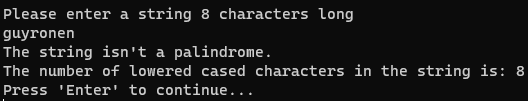 Please enter a string 8 characters long
guyronen
The string isn't a palindrome.
The number of lowered cased characters in the string is: 8
Press 'Enter' to continue...